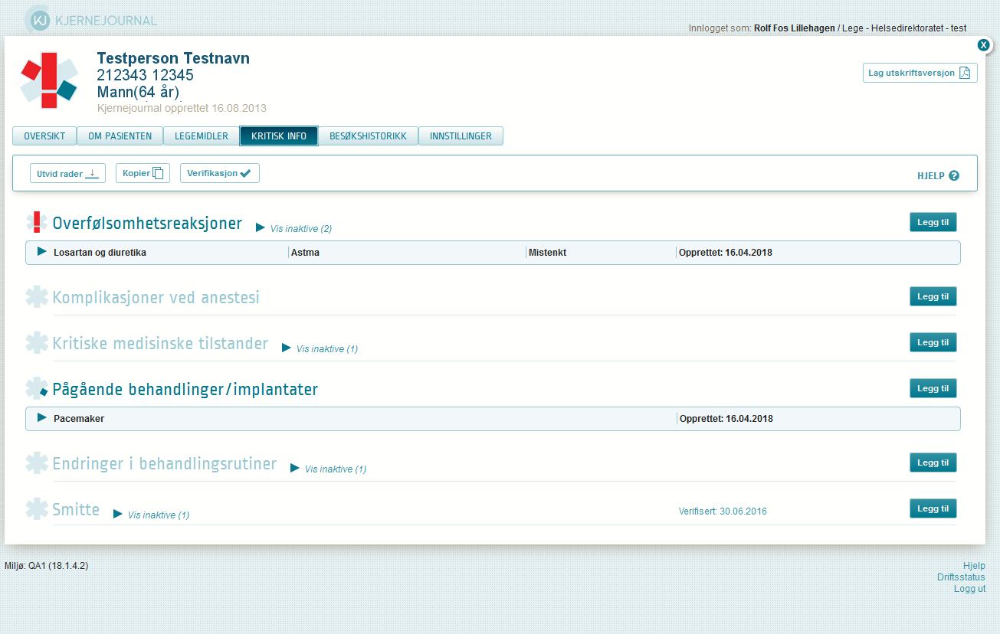 KJ KJERNEJOURNAL
Innlogget som: Rolf Fos Lillehagen / Lege - Helsedirektoratet - test
X
Testperson Testnavn
212343 12345
Mann(64 år)
Kjernejournal opprettet 16.08.2013
Lag utskriftsversjon
OVERSIKT OM PASIENTEN LEGEMIDLER KRITISK INFO BESØKSHISTORIKK INNSTILLINGER
Utvid rader Kopier Verifikasjon HJELP ?
Overfølsomhetsreaksjoner Vis inaktive (2) Legg til
Losartan og diuretika Astma Mistenkt Opprettet: 16.04.2018
Komplikasjoner ved anestesi Legg til
Kritiske medisinske tilstander Vis inaktive (1) Legg til
Pågående behandlinger/implantater Legg til
Pacemaker Opprettet: 16.04.2018
Endringer i behandlingsrutiner Vis inaktive (1) Legg til
Smitte Vis inaktive (1) Verifisert: 30.06.2016 Legg til
Miljø: QA1 (18.1.4.2) Hjelp
Driftsstatus
Logg ut